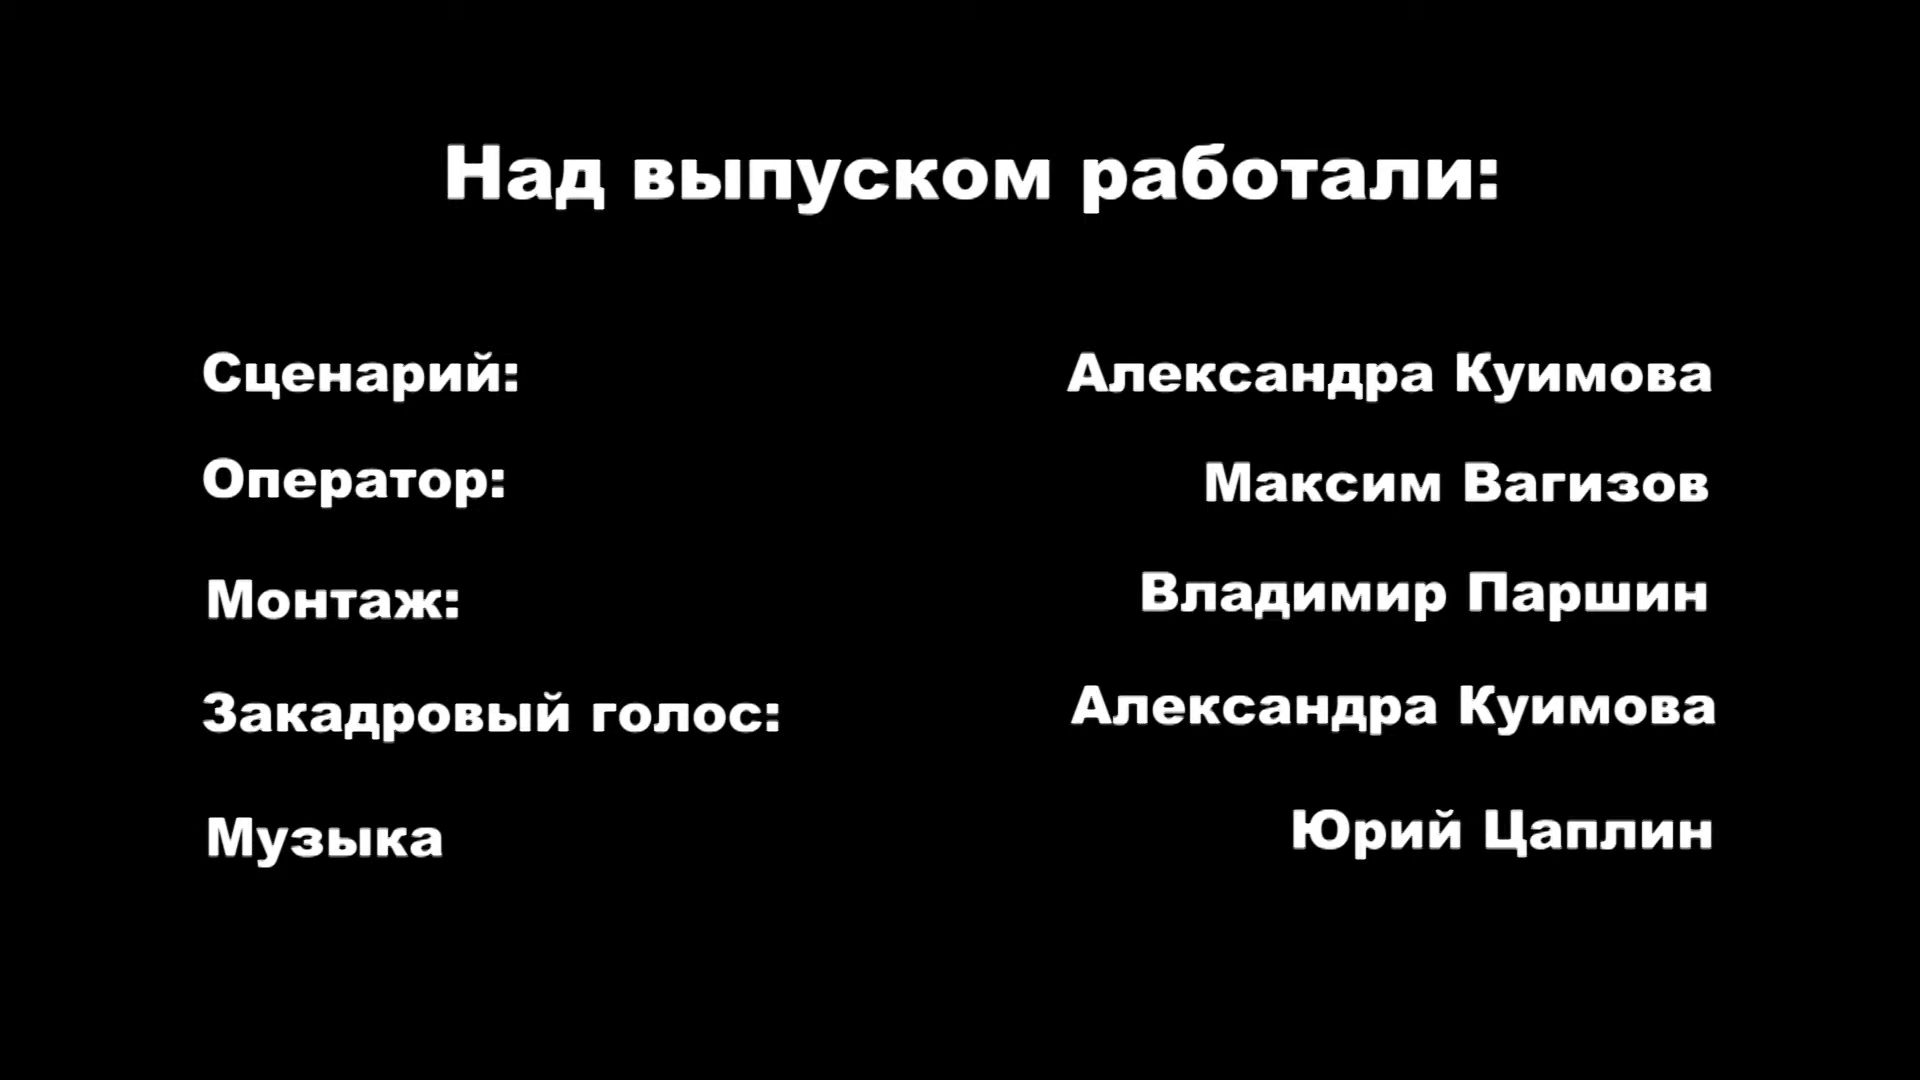 Над выпуском работали:
Сценарий: Александра Куимова
Оператор: Максим Вагизов
Монтаж: Владимир Паршин
Закадровый голос: Александра Куимова
Музыка Юрий Цаплин